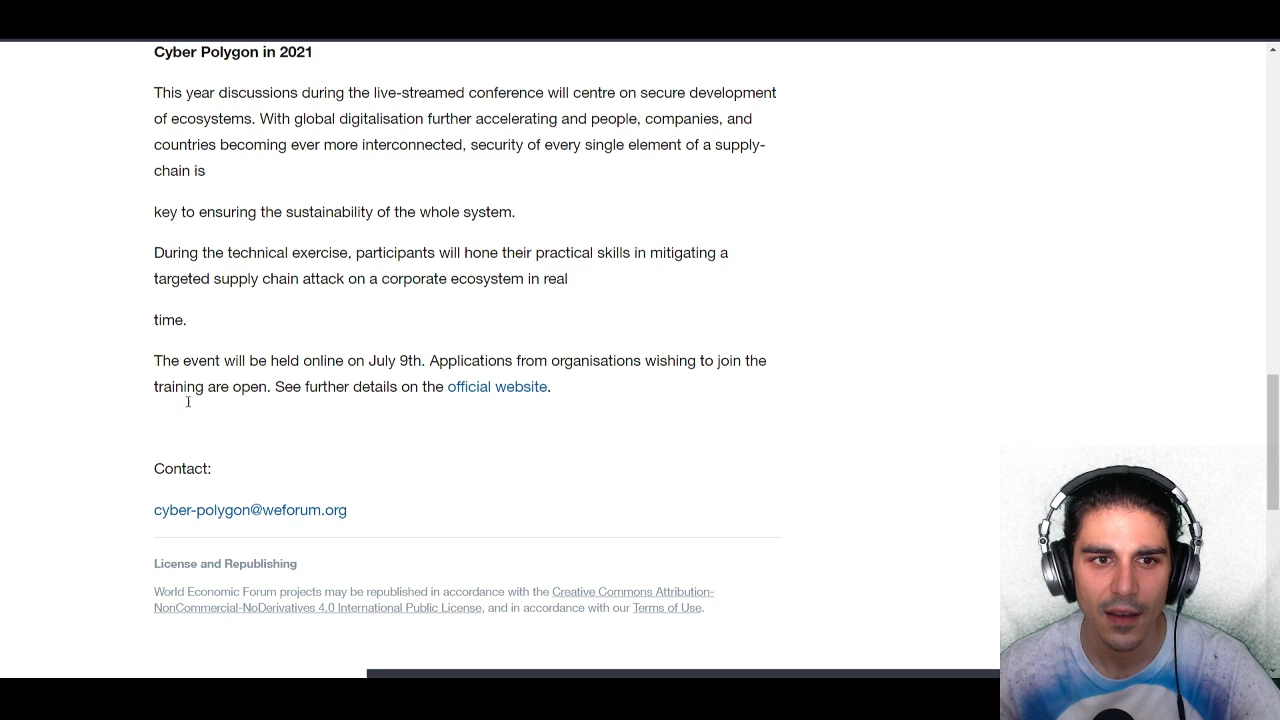 Cyber Polygon in 2021
This year discussions during the live-streamed conference will centre on secure development
of ecosystems. With global digitalisation further accelerating and people, companies, and
countries becoming ever more interconnected, security of every single element of a supply-
chain is
key to ensuring the sustainability of the whole system.
During the technical exercise, participants will hone their practical skills in mitigating a
targeted supply chain attack on a corporate ecosystem in real
time.
The event will be held online on July 9th. Applications from organisations wishing to join the
training are open. See further details on the official website.
Contact:
cyber-polygon@weforum.org
License and Republishing
World Economic Forum projects may be republished in accordance with the Creative Commons Attribution-
NonCommercial-NoDerivatives 4.0 International Public License, and in accordance with our Terms of Use.